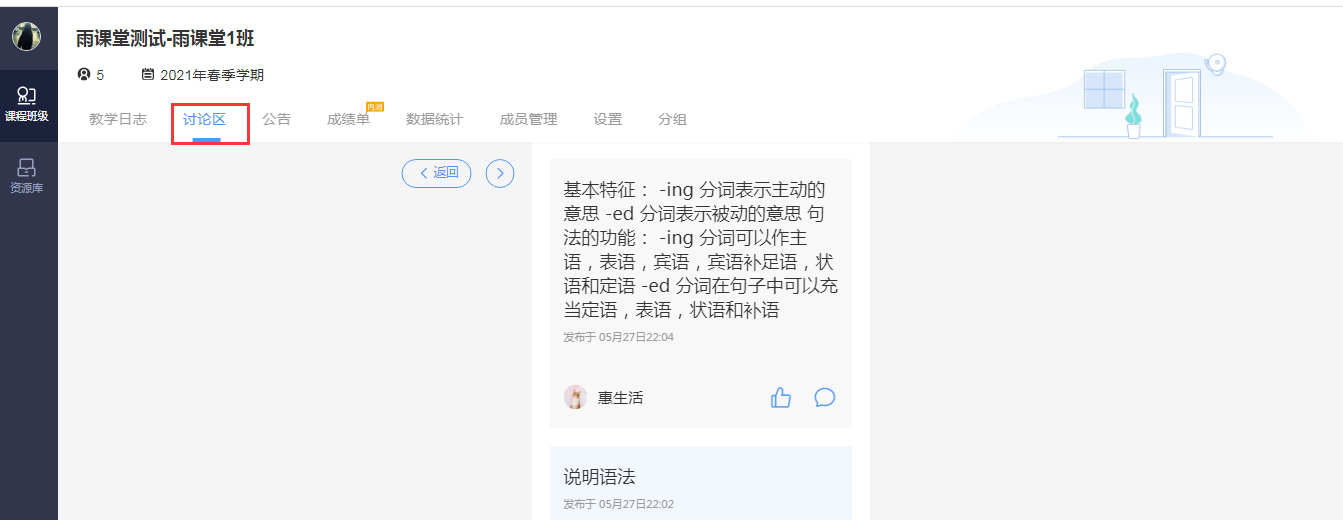 雨课堂测试-雨课堂1班
5 2021年春季学期
课程班级
资源库
教学日志 讨论区 公告 成绩单 内测 数据统计 成员管理 设置 分组
返回
基本特征： -ing 分词表示主动的
意思 -ed 分词表示被动的意思 句
法的功能： -ing 分词可以作主
语，表语，宾语，宾语补足语，状
语和定语 -ed 分词在句子中可以充
当定语，表语，状语和补语
发布于 05月27日22:04
惠生活
说明语法
发布于 05月27日22:02